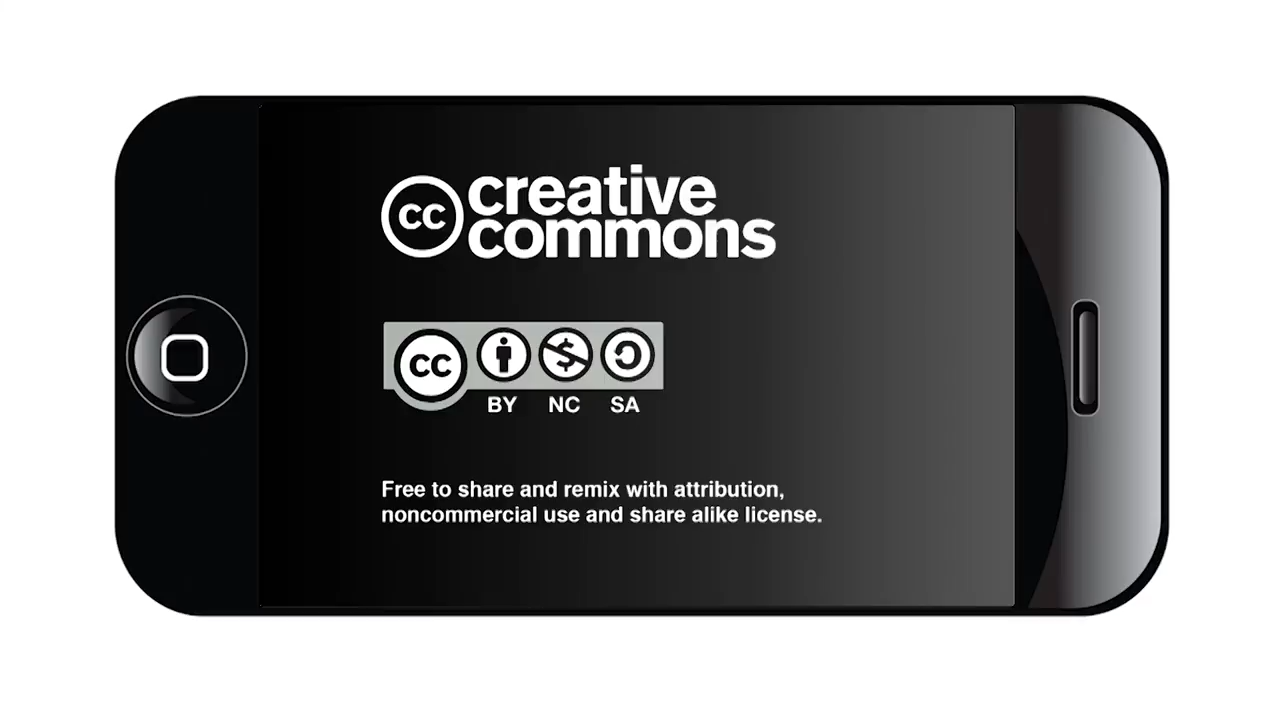 cc creative
commons
cc
BY NC SA
Free to share and remix with attribution,
noncommercial use and share alike license.